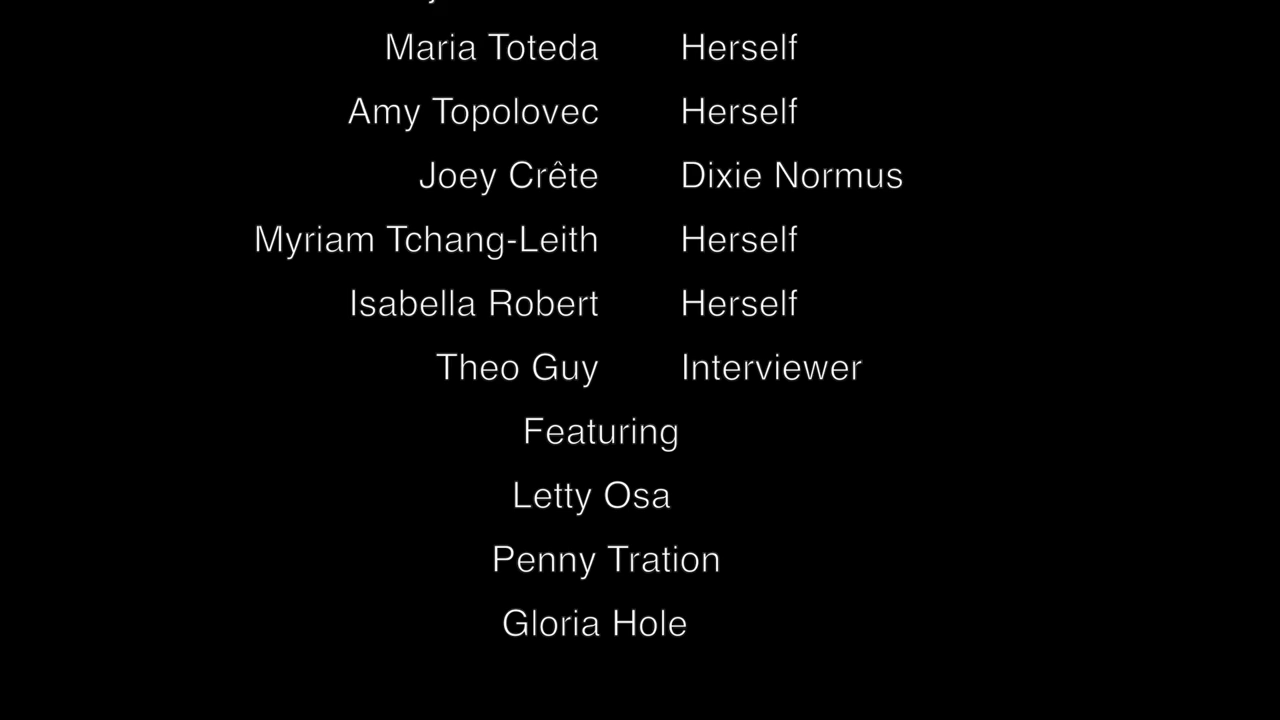 Maria Toteda Herself
Amy Topolovec Herself
Joey Crête Dixie Normus
Myriam Tchang-Leith Herself
Isabella Robert Herself
Theo Guy Interviewer
Featuring
Letty Osa
Penny Tration
Gloria Hole